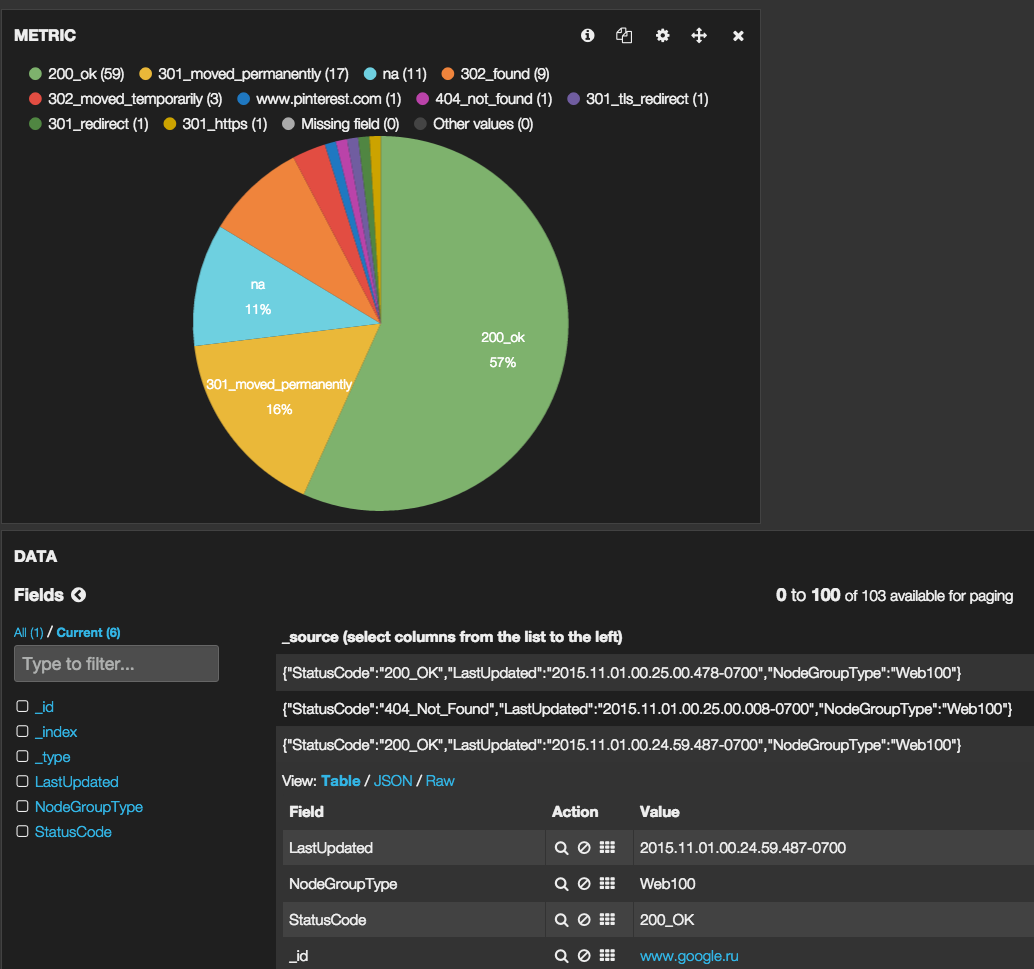 METRIC
200_ok (59) 301_moved_permanently (17) na (11) 302_found (9)
302_moved_temporarily (3) www.pinterest.com (1) 404_not_found (1) 301_tls_redirect (1)
301_redirect (1) 301_https (1) Missing field (0) Other values (0)
na
11%
200_ok
57%
301_moved_permanently
16%
DATA
Fields
0 to 100 of 103 available for paging
All (1) / Current (6)
Type to filter...
_id
_index
_type
LastUpdated
NodeGroupType
StatusCode
_source (select columns from the list to the left)
{"StatusCode":"200_OK","LastUpdated":"2015.11.01.00.25.00.478-0700","NodeGroupType":"Web100"}
{"StatusCode":"404_Not_Found","LastUpdated":"2015.11.01.00.25.00.008-0700","NodeGroupType":"Web100"}
{"StatusCode":"200_OK","LastUpdated":"2015.11.01.00.24.59.487-0700","NodeGroupType":"Web100"}
View: Table / JSON / Raw
Field Action Value
LastUpdated 2015.11.01.00.24.59.487-0700
NodeGroupType Web100
StatusCode 200_OK
_id www.google.ru